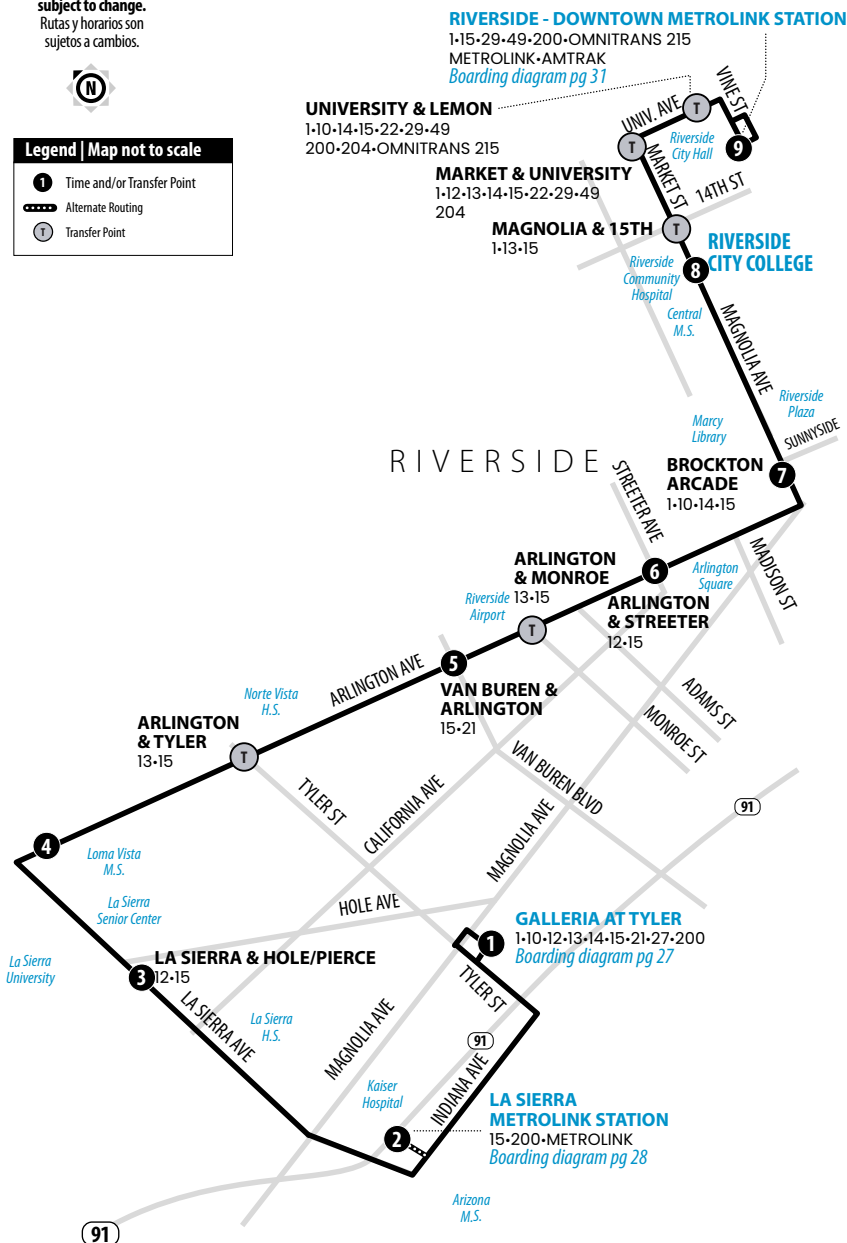 subject to change.
Rutas y horarios son
sujetos a cambios.
N
Legend | Map not to scale
1 Time and/or Transfer Point
Alternate Routing
T Transfer Point
RIVERSIDE - DOWNTOWN METROLINK STATION
1•15•29•49•200•OMNITRANS 215
METROLINK•AMTRAK
Boarding diagram pg 31
UNIVERSITY & LEMON
1•10•14•15•22•29•49
200•204•OMNITRANS 215
MARKET & UNIVERSITY
1•12•13•14•15•22•29•49
204
MAGNOLIA & 15TH
1•13•15
UNIV. AVE
VINE ST
T
T
Riverside
City Hall
9
MARKET ST
14TH ST
T
RIVERSIDE
CITY COLLEGE
8
Riverside
Community
Hospital
Central
M.S.
MAGNOLIA AVE
Riverside
Plaza
Marcy
Library
SUNNYSIDE
RIVERSIDE
BROCKTON
ARCADE
1•10•14•15
7
STREETER AVE
MADISON ST
ARLINGTON
& MONROE
13•15
6
Arlington
Square
Riverside
Airport
T
ARLINGTON
& STREETER
12•15
5
VAN BUREN &
ARLINGTON
15•21
ARLINGTON AVE
Norte Vista
H.S.
ARLINGTON
& TYLER
13•15
T
ADAMS ST
MONROE ST
VAN BUREN BLVD
TYLER ST
CALIFORNIA AVE
MAGNOLIA AVE
91
4
Loma Vista
M.S.
La Sierra
Senior Center
HOLE AVE
GALLERIA AT TYLER
1•10•12•13•14•15•21•27•200
Boarding diagram pg 27
1
La Sierra
University
3
LA SIERRA & HOLE/PIERCE
12•15
TYLER ST
LA SIERRA AVE
La Sierra
H.S.
MAGNOLIA AVE
91
INDIANA AVE
Kaiser
Hospital
2
LA SIERRA
METROLINK STATION
15•200•METROLINK
Boarding diagram pg 28
Arizona
M.S.
91